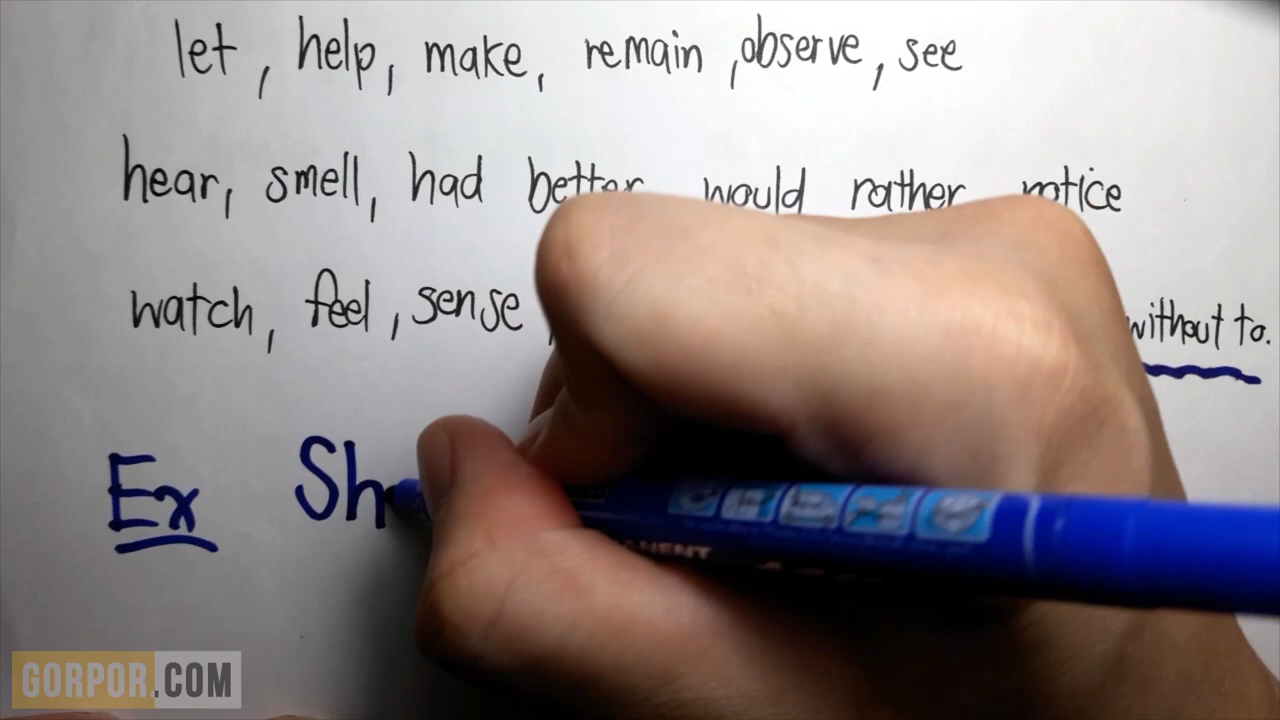 let, help, make, remain, observe, see
hear, smell, had better would rather notice
watch, feel, sense without to.
Ex Sh
GORPOR.COM